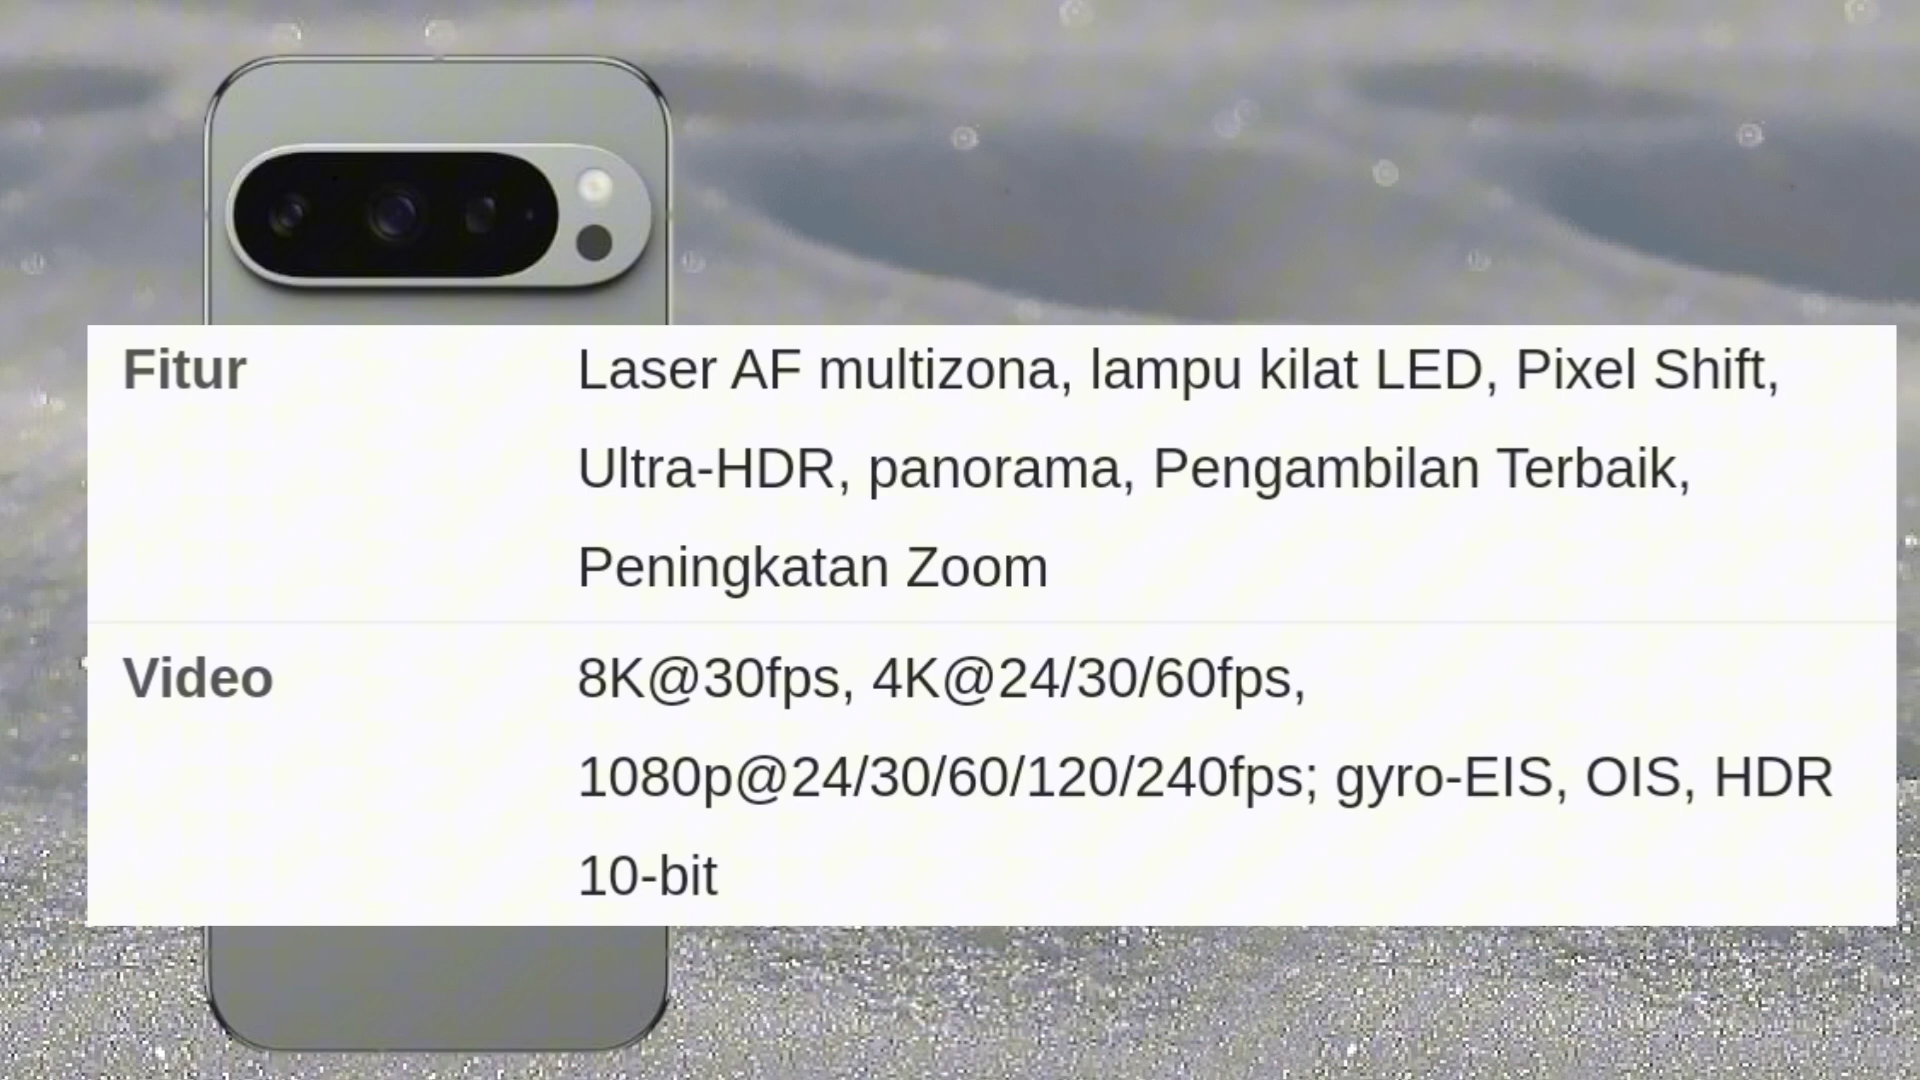 Fitur
Laser AF multizona, lampu kilat LED, Pixel Shift,
Ultra-HDR, panorama, Pengambilan Terbaik,
Peningkatan Zoom
Video
8K@30fps, 4K@24/30/60fps,
1080p@24/30/60/120/240fps; gyro-EIS, OIS, HDR
10-bit